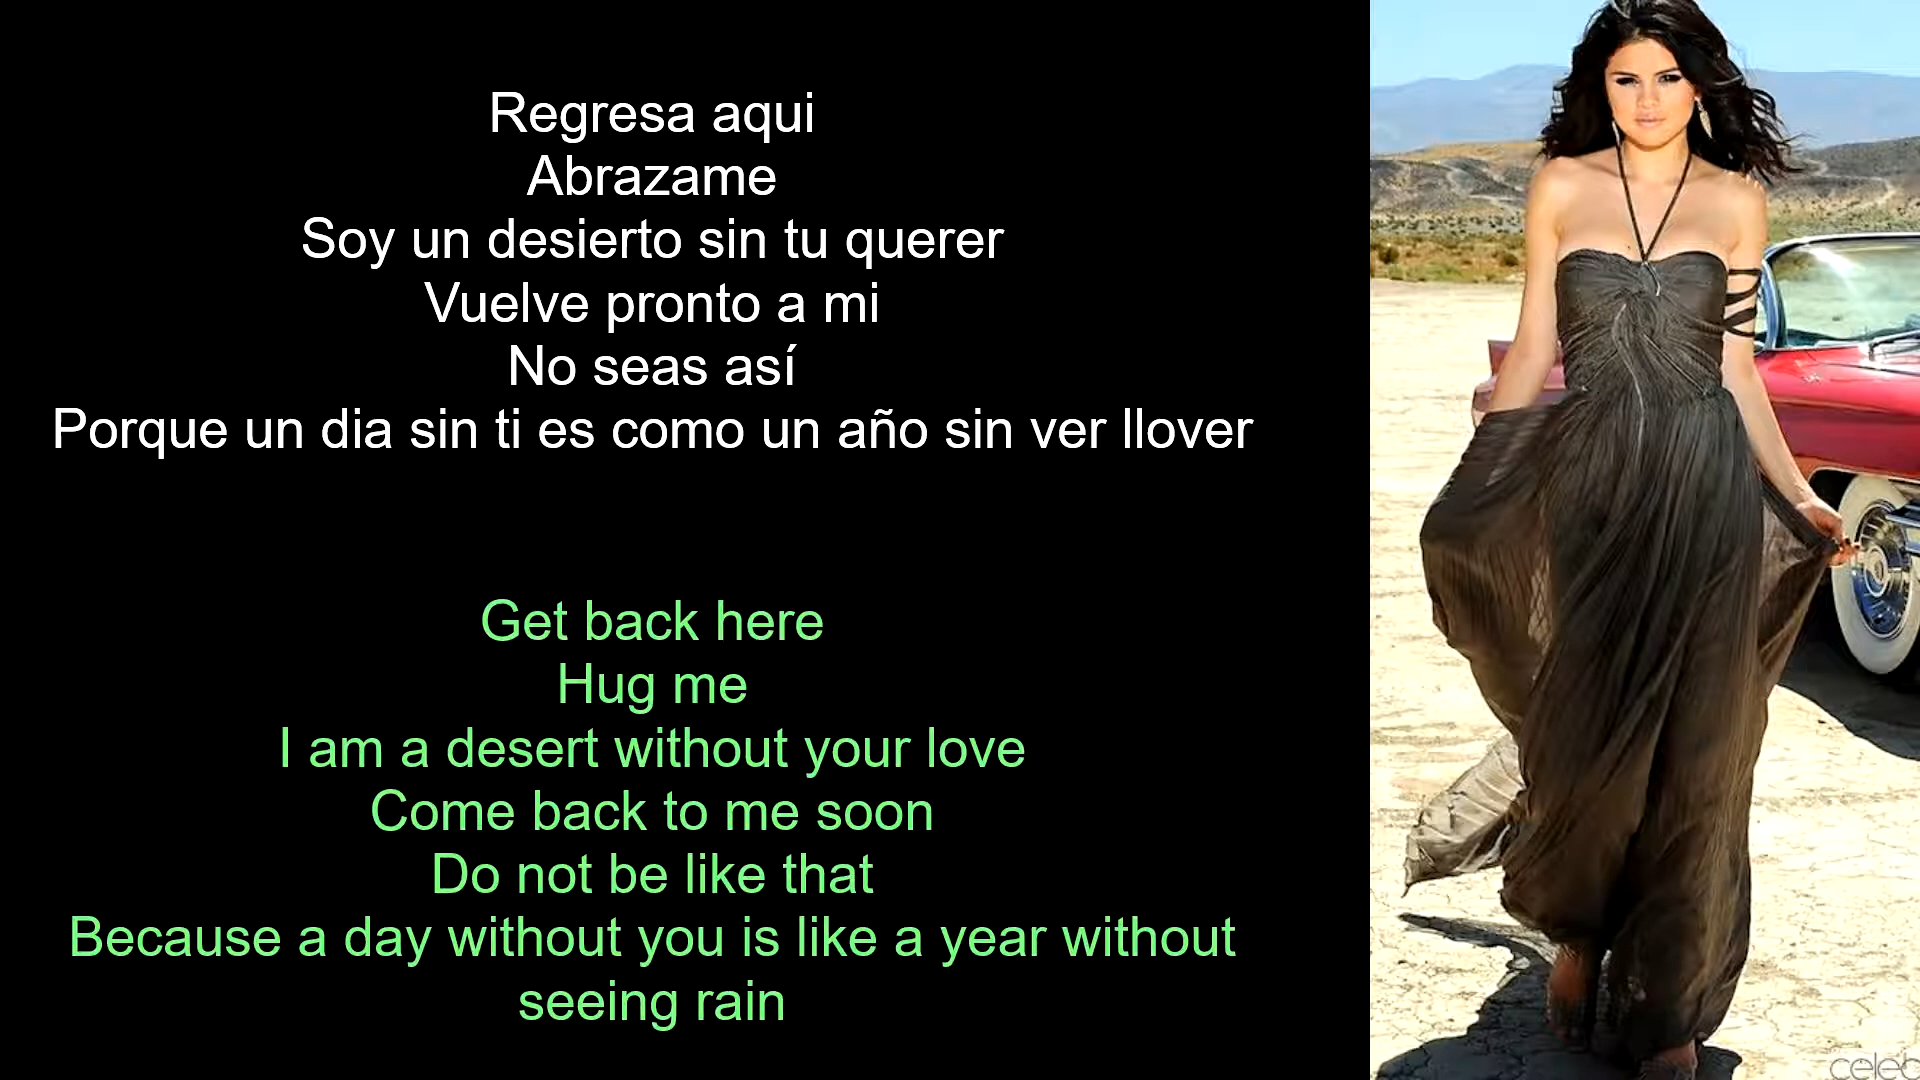 Regresa aqui
Abrazame
Soy un desierto sin tu querer
Vuelve pronto a mi
No seas así
Porque un dia sin ti es como un año sin ver llover
Get back here
Hug me
I am a desert without your love
Come back to me soon
Do not be like that
Because a day without you is like a year without
seeing rain
celeb